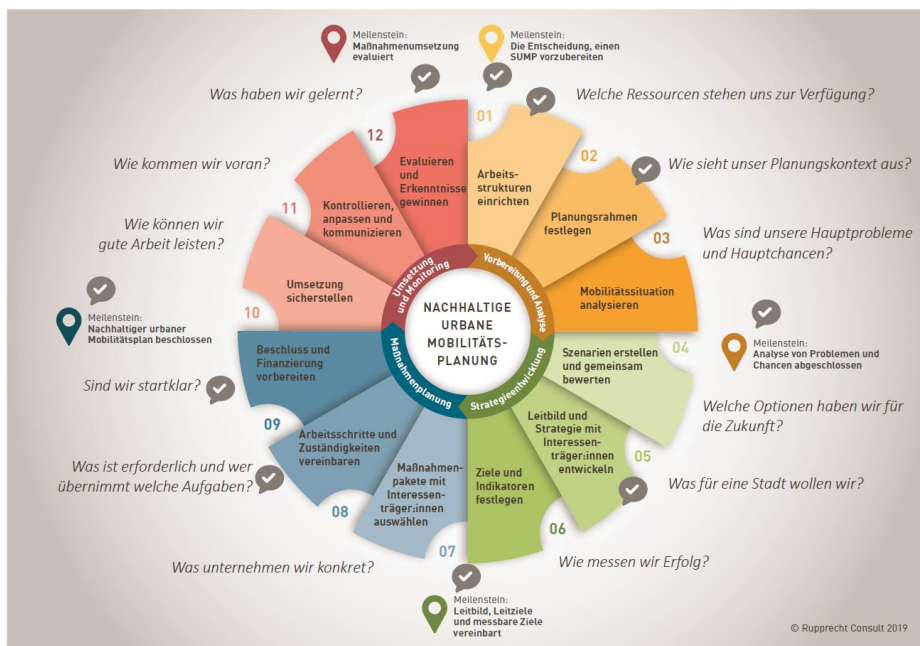 Meilenstein:
Maßnahmenumsetzung
evaluiert
Meilenstein:
Die Entscheidung, einen
SUMP vorzubereiten
Was haben wir gelernt?
Welche Ressourcen stehen uns zur Verfügung?
Wie kommen wir voran?
Wie sieht unser Planungskontext aus?
Wie können wir
gute Arbeit leisten?
Was sind unsere Hauptprobleme
und Hauptchancen?
Meilenstein:
Nachhaltiger urbaner
Mobilitätsplan beschlossen
Meilenstein:
Analyse von Problemen und
Chancen abgeschlossen
Sind wir startklar?
Welche Optionen haben wir für
die Zukunft?
Was ist erforderlich und wer
übernimmt welche Aufgaben?
Was für eine Stadt wollen wir?
Was unternehmen wir konkret?
Wie messen wir Erfolg?
Meilenstein:
Leitbild, Leitziele
und messbare Ziele
vereinbart
01
Arbeits-
strukturen
einrichten
02
Planungsrahmen
festlegen
03
Mobilitätssituation
analysieren
04
Szenarien erstellen
und gemeinsam
bewerten
05
Leitbild und
Strategie mit
Interessen-
träger:innen
entwickeln
06
Ziele und
Indikatoren
festlegen
07
Maßnahmen-
pakete mit
Interessen-
träger:innen
auswählen
08
Arbeitsschritte und
Zuständigkeiten
vereinbaren
09
Beschluss und
Finanzierung
vorbereiten
10
Umsetzung
sicherstellen
11
Kontrollieren,
anpassen und
kommunizieren
12
Evaluieren
und
Erkenntnisse
gewinnen
Vorbereitung und Analyse
Strategieentwicklung
Maßnahmenplanung
Umsetzung
und Monitoring
NACHHALTIGE
URBANE
MOBILITÄTS-
PLANUNG
© Rupprecht Consult 2019